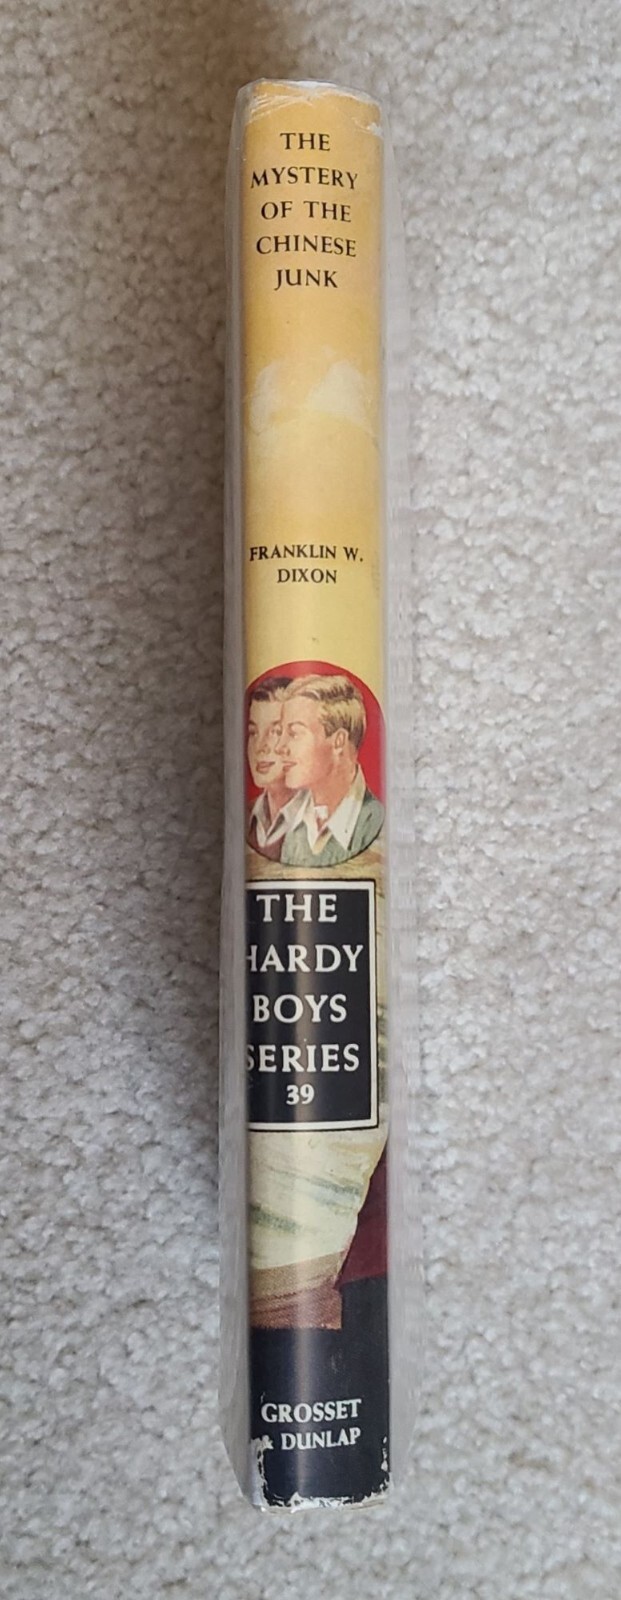 THE
MYSTERY
OF THE
CHINESE
JUNK
FRANKLIN W.
DIXON
THE
HARDY
BOYS
SERIES
39
GROSSET
& DUNLAP